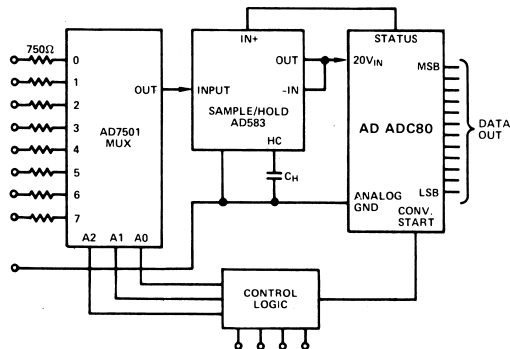 750Ω
0
1
2
3
4
5
6
7
OUT
AD7501
MUX
A2 A1 A0
IN+
OUT
INPUT
-IN
SAMPLE/HOLD
AD583
HC
C_H
STATUS
20V_IN
MSB
AD ADC80
DATA
OUT
LSB
ANALOG
GND
CONV.
START
CONTROL
LOGIC